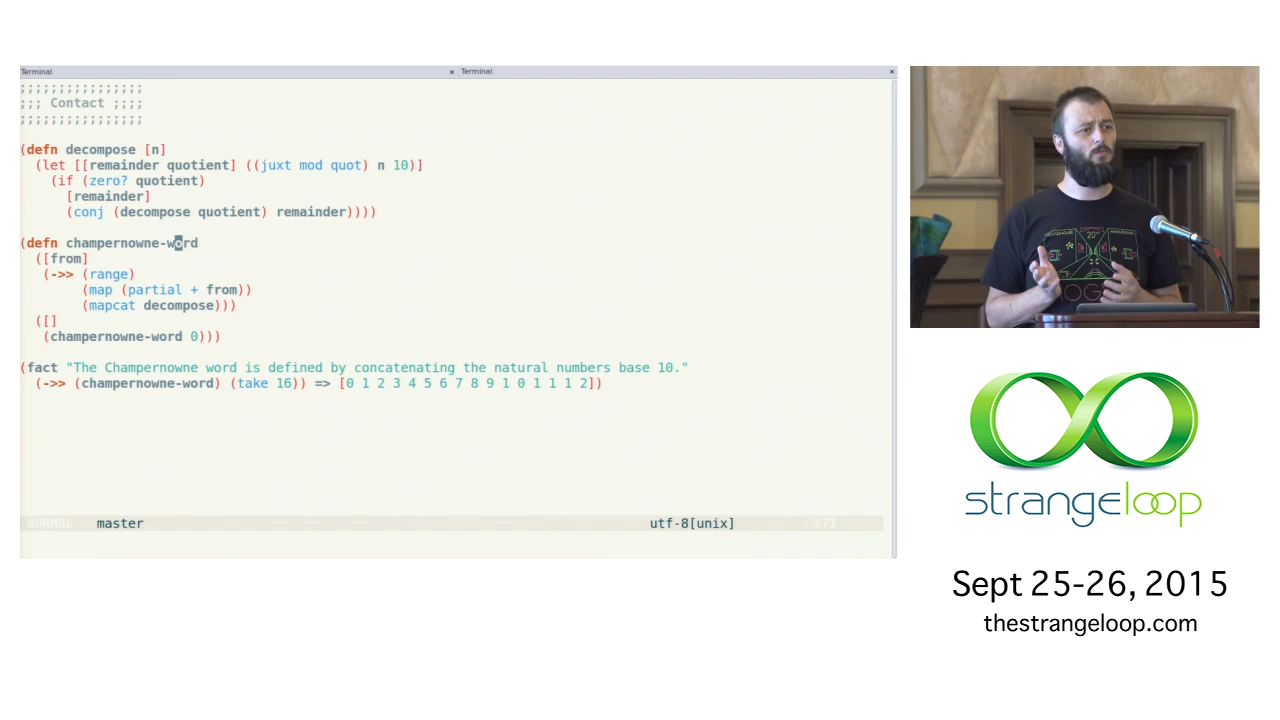 Terminal × Terminal ×
;;;;;;;;;;;;;;;;
;;; Contact ;;;;
;;;;;;;;;;;;;;;;
(defn decompose [n]
  (let [[remainder quotient] ((juxt mod quot) n 10)]
    (if (zero? quotient)
      [remainder]
      (conj (decompose quotient) remainder))))
(defn champernowne-word
  ([from]
   (->> (range)
        (map (partial + from))
        (mapcat decompose)))
  ([]
   (champernowne-word 0)))
(fact "The Champernowne word is defined by concatenating the natural numbers base 10."
  (->> (champernowne-word) (take 16)) => [0 1 2 3 4 5 6 7 8 9 1 0 1 1 1 2])
NORMAL master utf-8[unix] 171
20
strangeloop
Sept 25-26, 2015
thestrangeloop.com